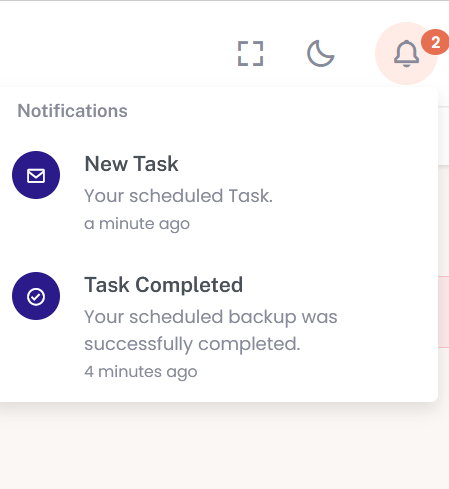 2
Notifications
New Task
Your scheduled Task.
a minute ago
Task Completed
Your scheduled backup was
successfully completed.
4 minutes ago